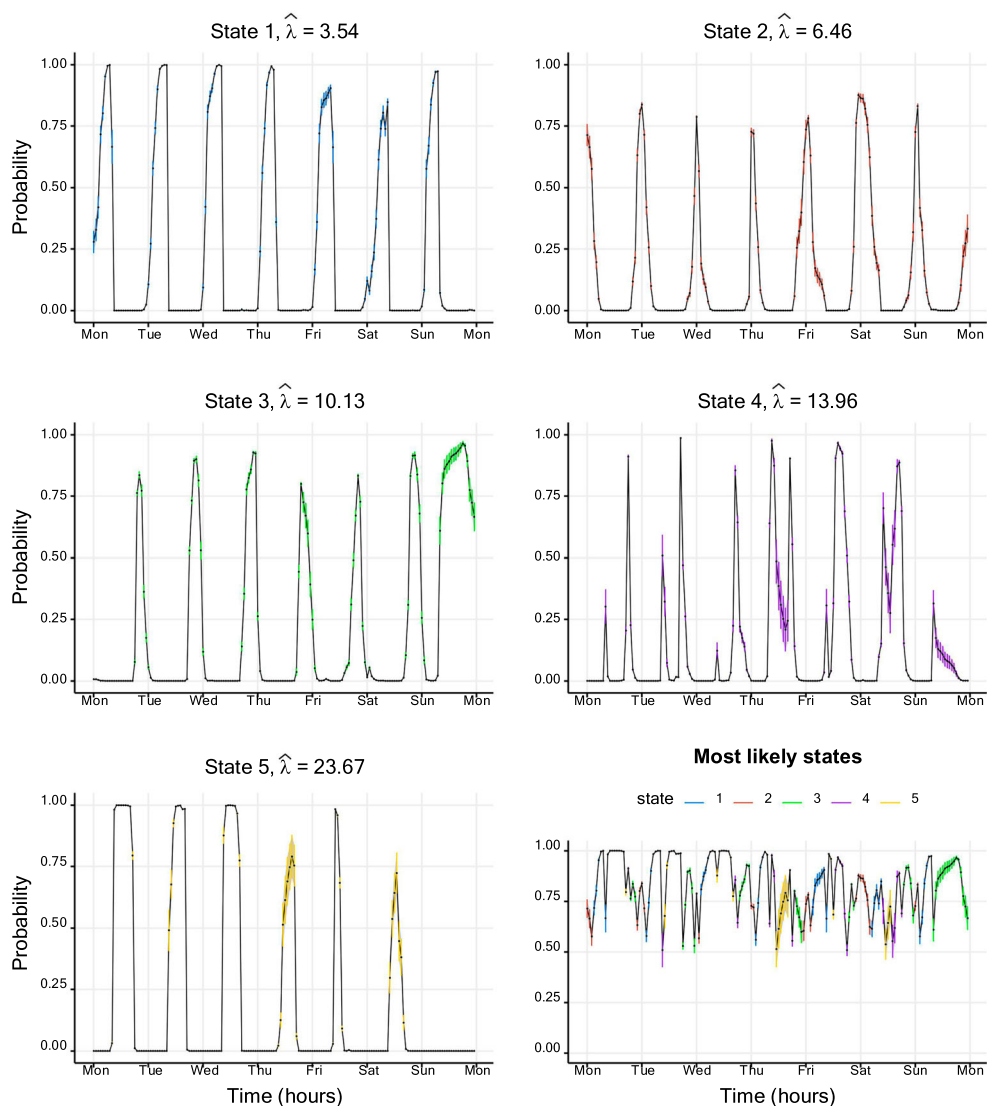 State 1, λ̂ = 3.54
Probability
1.00
0.75
0.50
0.25
0.00
Mon Tue Wed Thu Fri Sat Sun Mon
State 2, λ̂ = 6.46
1.00
0.75
0.50
0.25
0.00
Mon Tue Wed Thu Fri Sat Sun Mon
State 3, λ̂ = 10.13
Probability
1.00
0.75
0.50
0.25
0.00
Mon Tue Wed Thu Fri Sat Sun Mon
State 4, λ̂ = 13.96
1.00
0.75
0.50
0.25
0.00
Mon Tue Wed Thu Fri Sat Sun Mon
State 5, λ̂ = 23.67
Probability
1.00
0.75
0.50
0.25
0.00
Mon Tue Wed Thu Fri Sat Sun Mon
Time (hours)
Most likely states
state 1 2 3 4 5
1.00
0.75
0.50
0.25
0.00
Mon Tue Wed Thu Fri Sat Sun Mon
Time (hours)